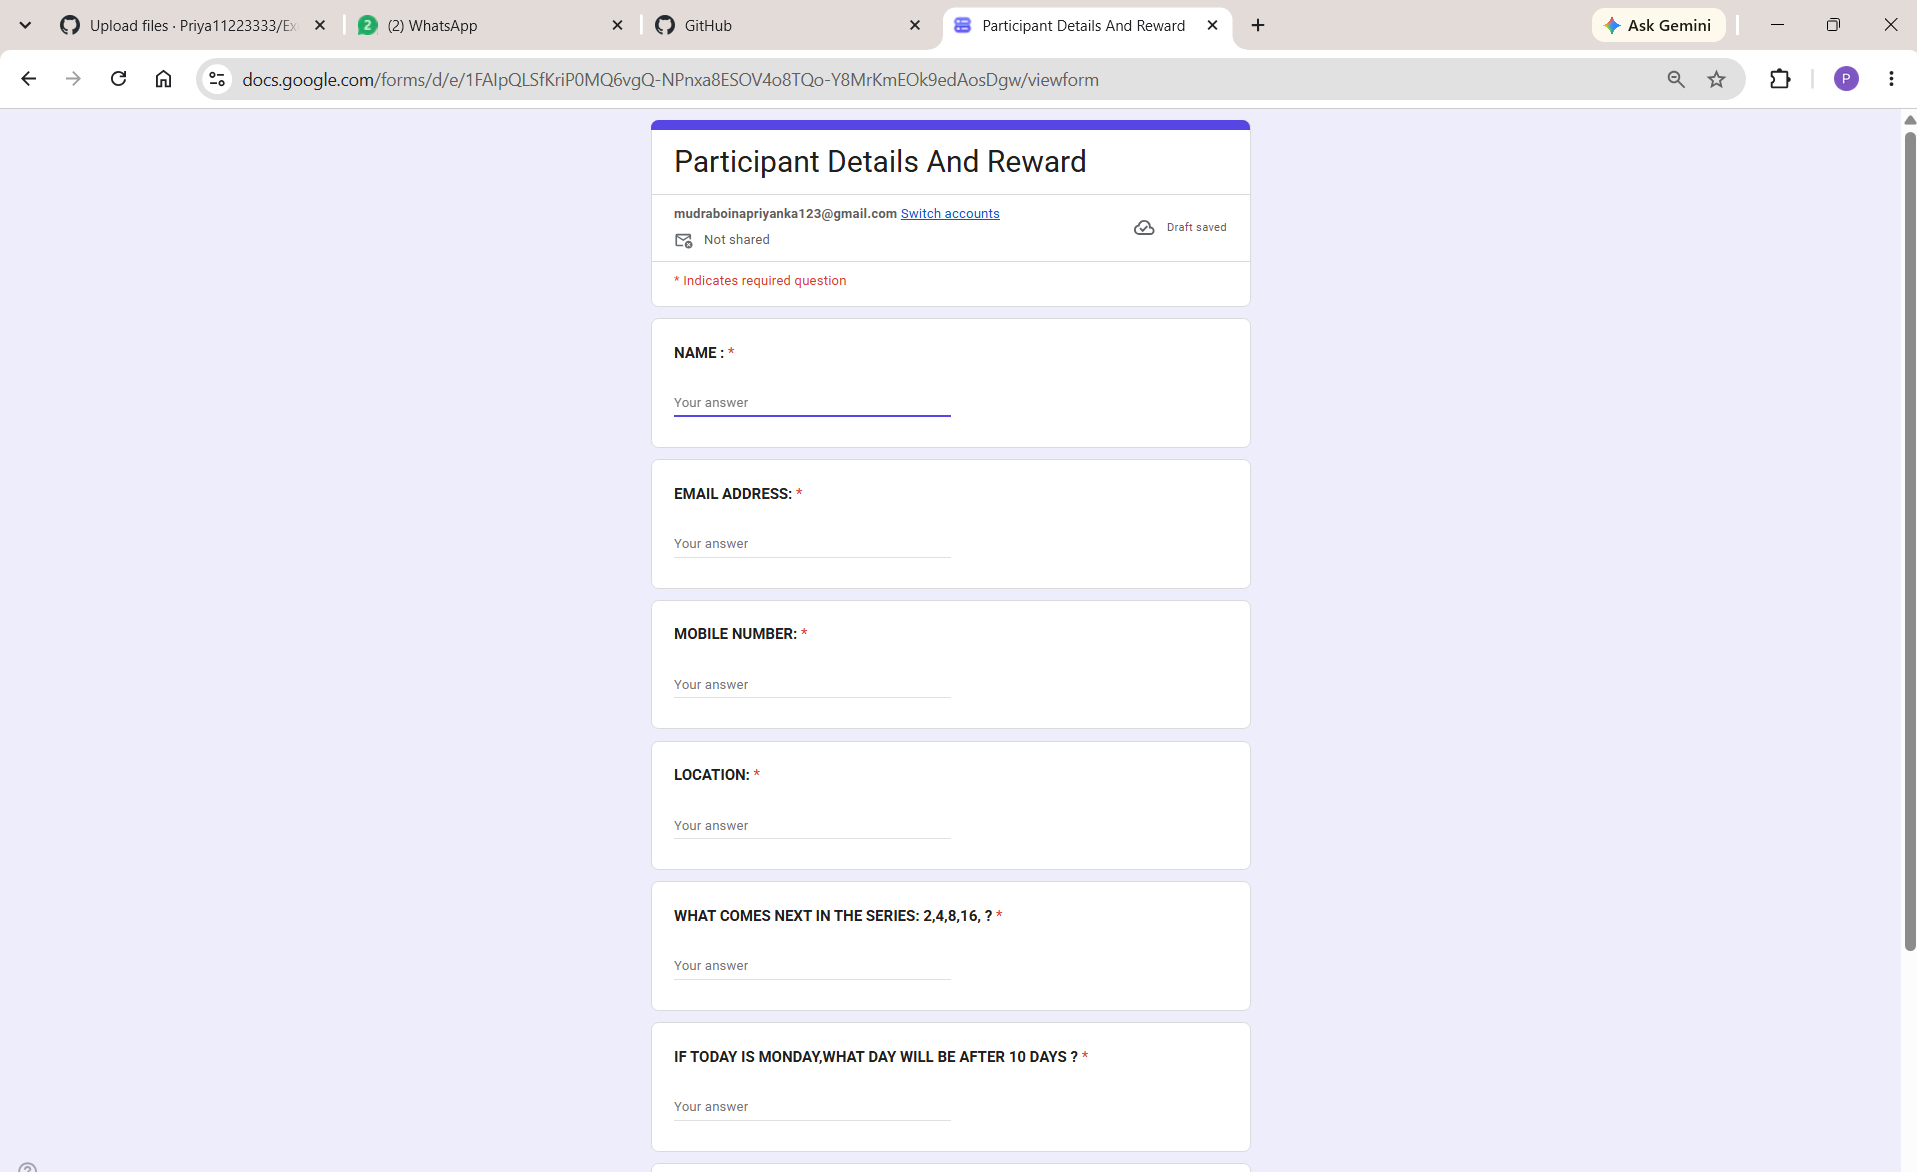 Upload files · Priya11223333/Ex
(2) WhatsApp
GitHub
Participant Details And Reward
Ask Gemini
docs.google.com/forms/d/e/1FAIpQLSfKriP0MQ6vgQ-NPnxa8ESOV4o8TQo-Y8MrKmEOk9edAosDgw/viewform
P
Participant Details And Reward
mudraboinapriyanka123@gmail.com Switch accounts
Draft saved
Not shared
* Indicates required question
NAME : *
Your answer
EMAIL ADDRESS: *
Your answer
MOBILE NUMBER: *
Your answer
LOCATION: *
Your answer
WHAT COMES NEXT IN THE SERIES: 2,4,8,16, ? *
Your answer
IF TODAY IS MONDAY,WHAT DAY WILL BE AFTER 10 DAYS ? *
Your answer